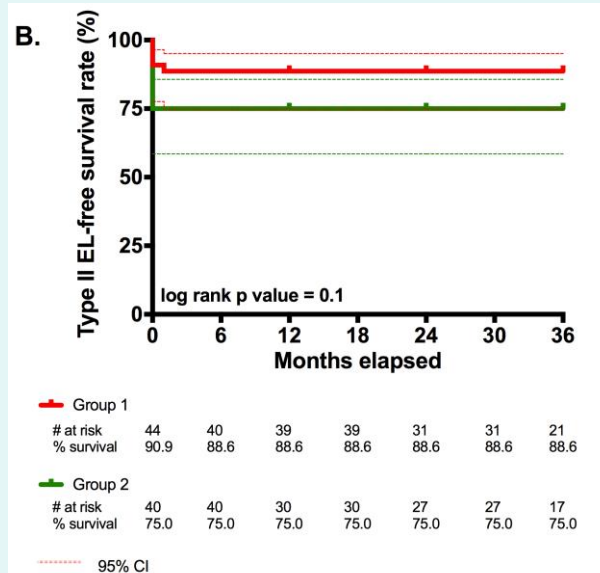 B.
Type II EL-free survival rate (%)
100
75
50
25
0
log rank p value = 0.1
0 6 12 18 24 30 36
Months elapsed
Group 1
# at risk 44 40 39 39 31 31 21
% survival 90.9 88.6 88.6 88.6 88.6 88.6 88.6
Group 2
# at risk 40 40 30 30 27 27 17
% survival 75.0 75.0 75.0 75.0 75.0 75.0 75.0
95% CI